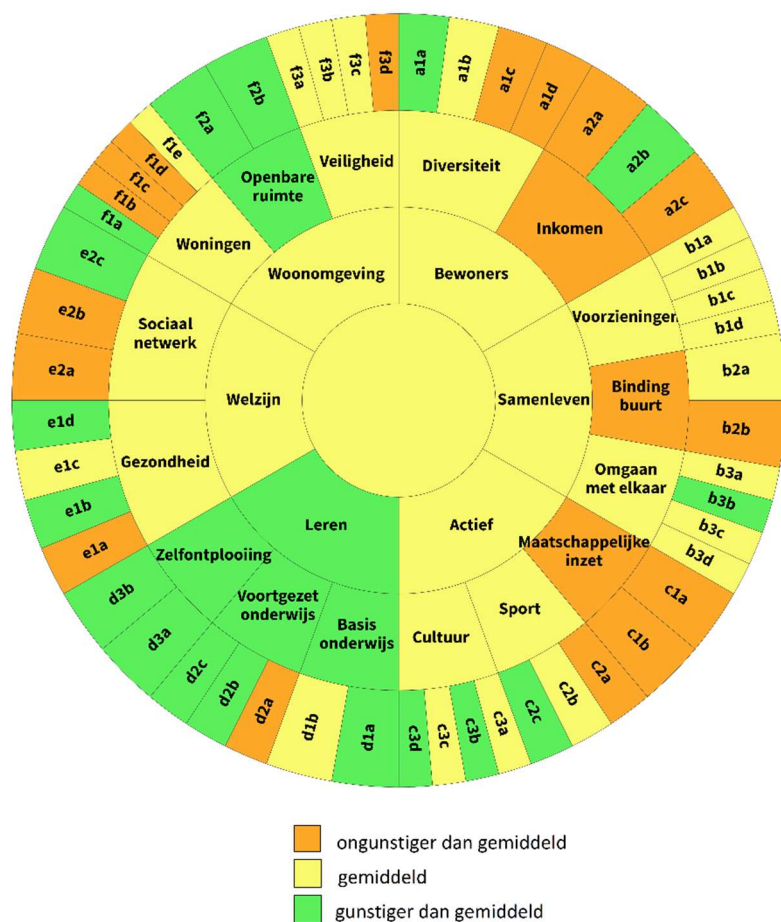 a1a
a1b
a1c
a1d
a2a
a2b
a2c
b1a
b1b
b1c
b1d
b2a
b2b
b3a
b3b
b3c
b3d
c1a
c1b
c2a
c2b
c2c
c3a
c3b
c3c
c3d
d1a
d1b
d2a
d2b
d2c
d3a
d3b
e1a
e1b
e1c
e1d
e2a
e2b
e2c
f1a
f1b
f1c
f1d
f1e
f2a
f2b
f3a
f3b
f3c
f3d
Diversiteit
Inkomen
Voorzieningen
Binding
buurt
Omgaan
met elkaar
Maatschappelijke
inzet
Sport
Cultuur
Basis
onderwijs
Voortgezet
onderwijs
Zelfontplooiing
Gezondheid
Sociaal
netwerk
Woningen
Openbare
ruimte
Veiligheid
Bewoners
Samenleven
Actief
Leren
Welzijn
Woonomgeving
ongunstiger dan gemiddeld
gemiddeld
gunstiger dan gemiddeld